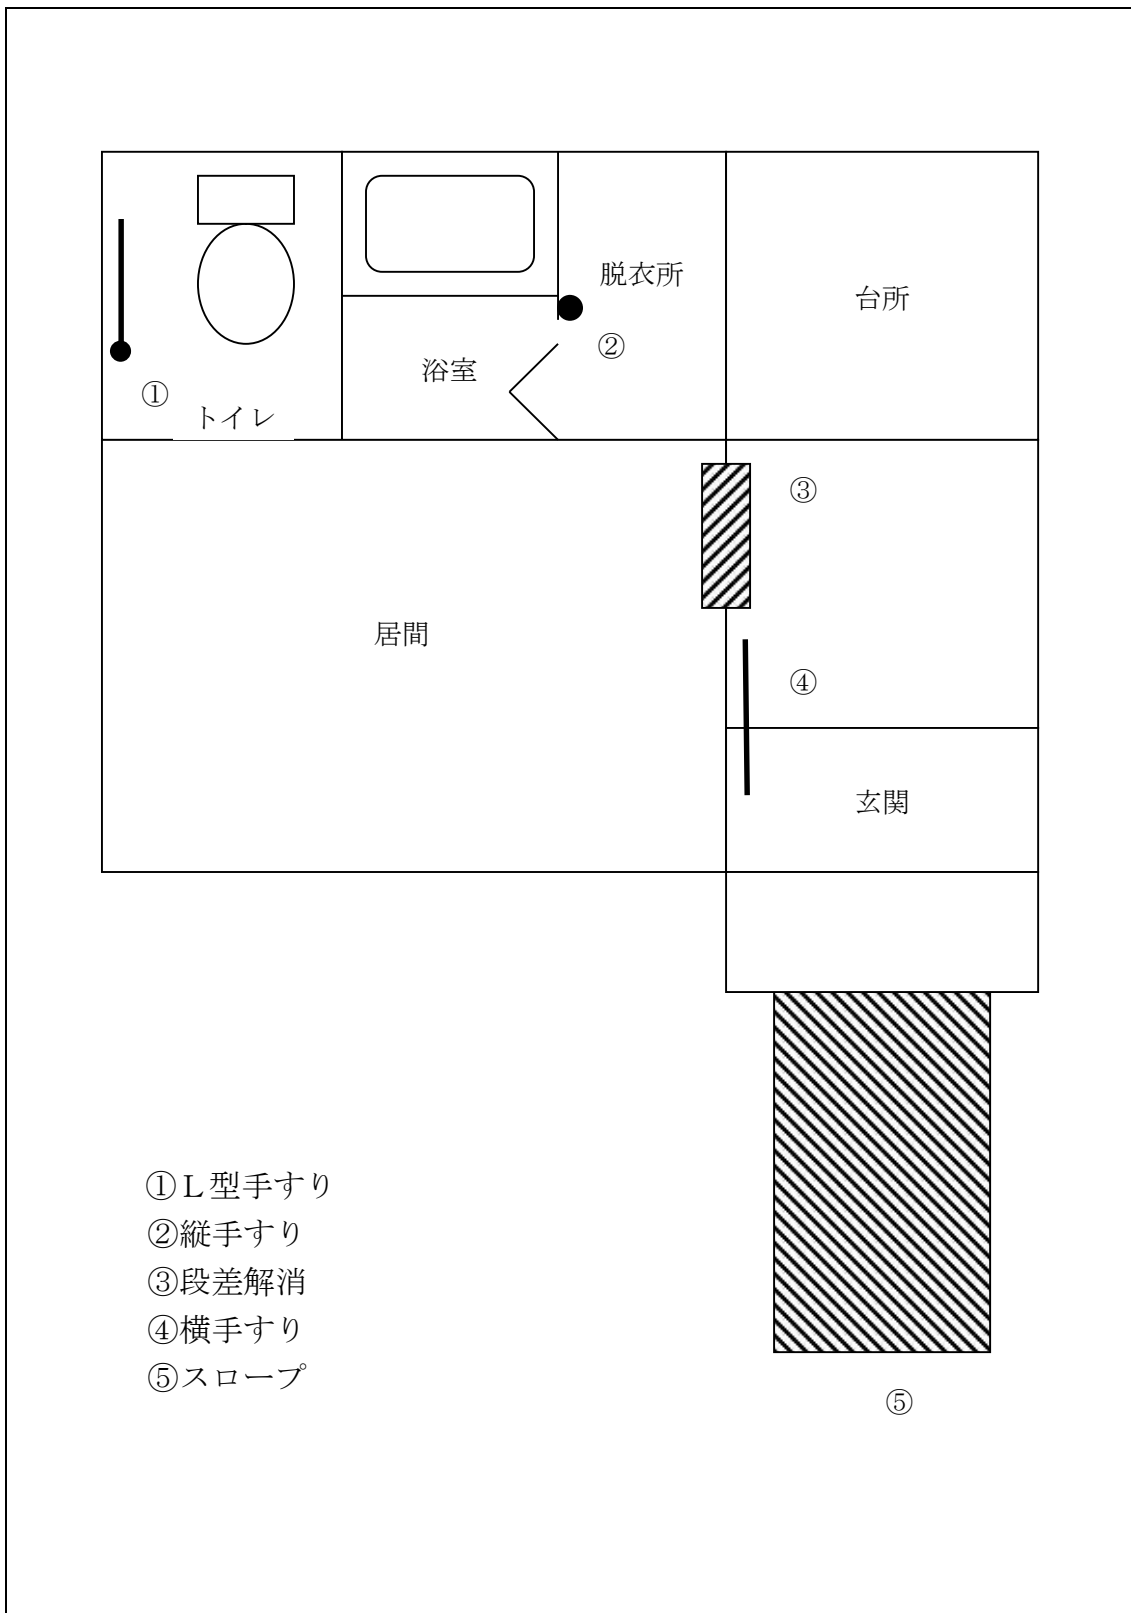 脱衣所
台所
②
浴室
①
トイレ
③
居間
④
玄関
①Ｌ型手すり
②縦手すり
③段差解消
④横手すり
⑤スロープ
⑤